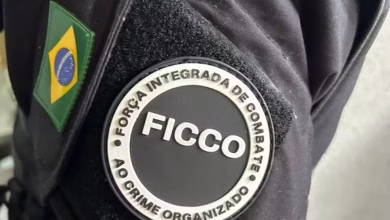 • FORÇA INTEGRADA DE COMBATE •
FICCO
AO CRIME ORGANIZADO